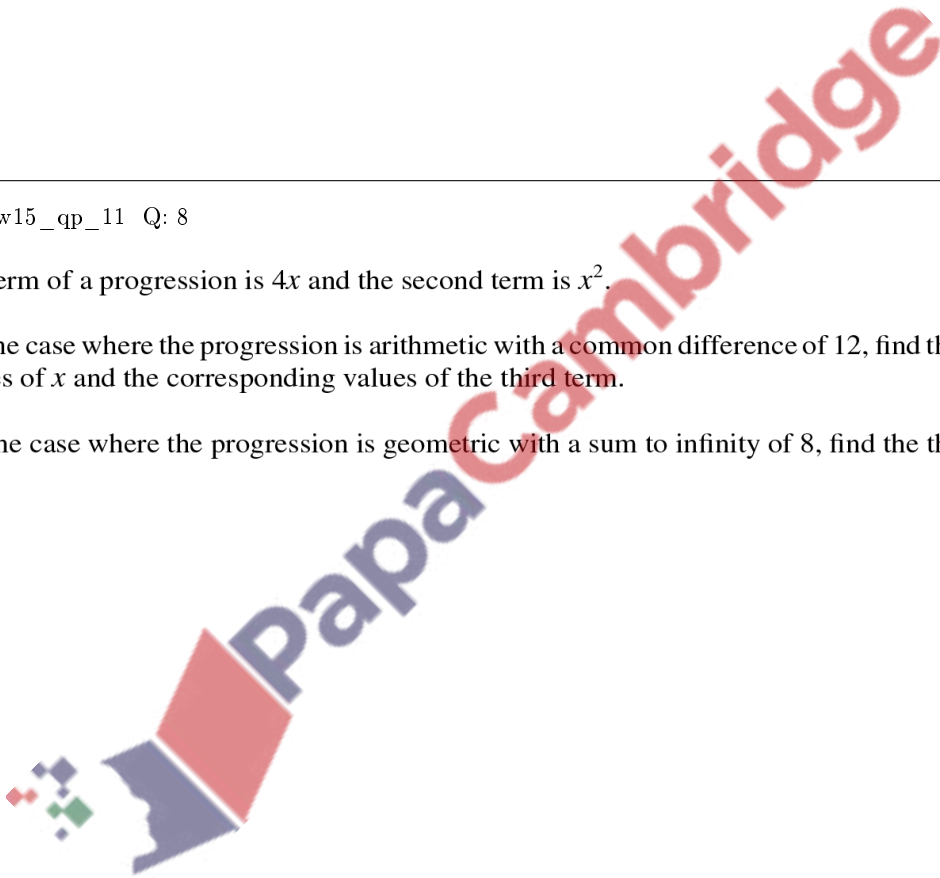 w15_qp_11 Q: 8
erm of a progression is 4x and the second term is x².
he case where the progression is arithmetic with a common difference of 12, find th
s of x and the corresponding values of the third term.
he case where the progression is geometric with a sum to infinity of 8, find the th
PapaCambridge